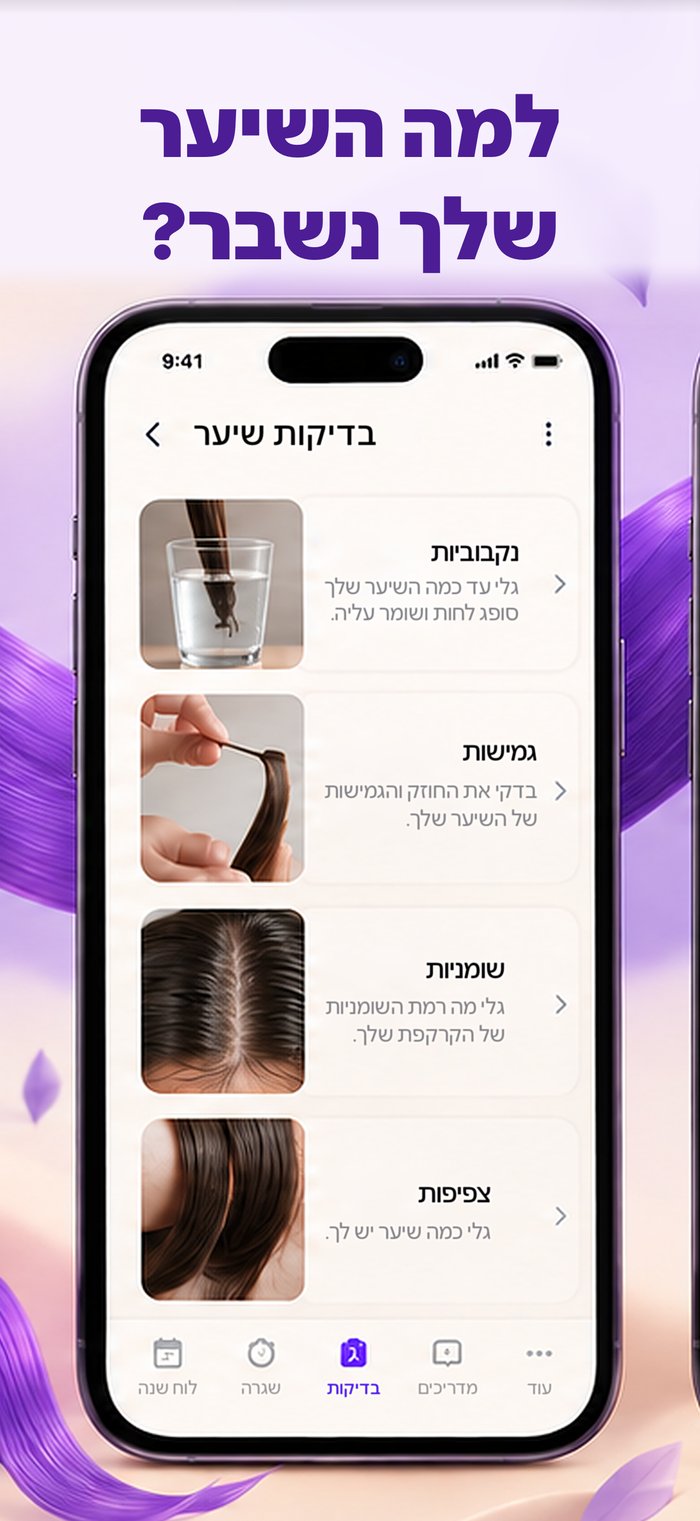 למה השיער
שלך נשבר?
9:41
בדיקות שיער
נקבוביות
גלי עד כמה השיער שלך
סופג לחות ושומר עליה.
גמישות
בדקי את החוזק והגמישות
של השיער שלך.
שומניות
גלי מה רמת השומניות
של הקרקפת שלך.
צפיפות
גלי כמה שיער יש לך.
עוד
מדריכים
בדיקות
שגרה
לוח שנה